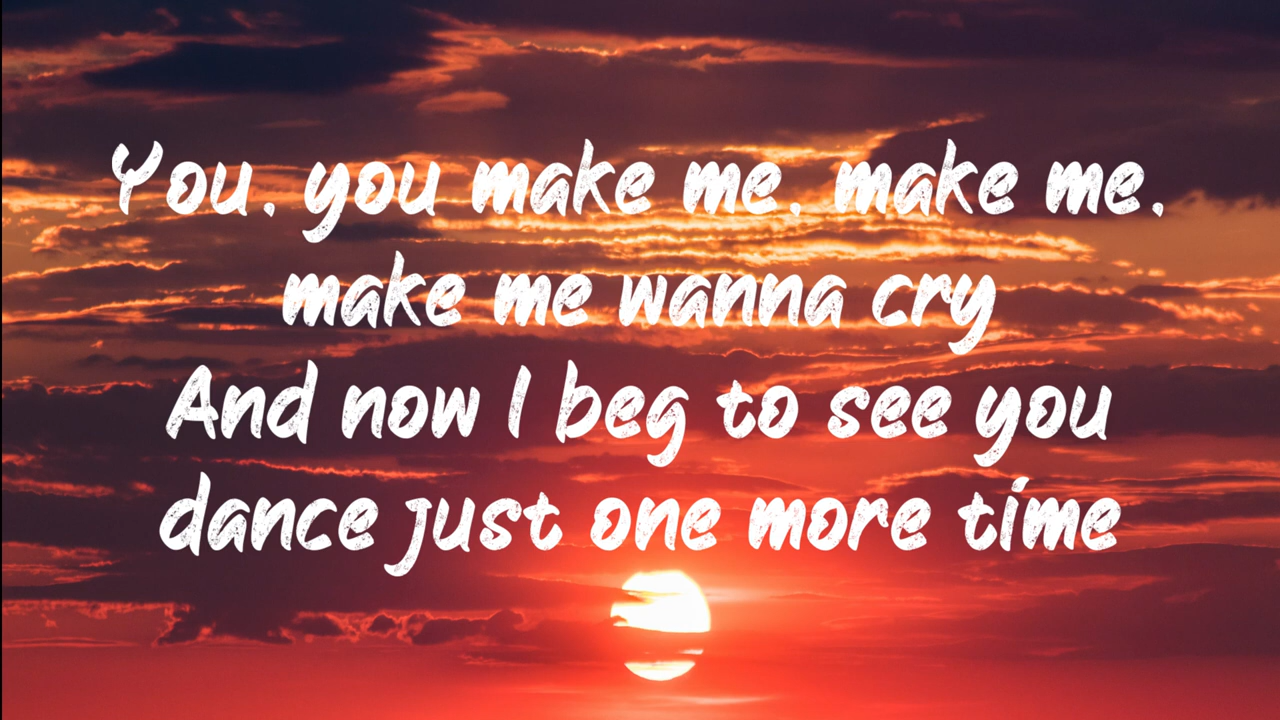 You, you make me, make me,
make me wanna cry
And now I beg to see you
dance just one more time